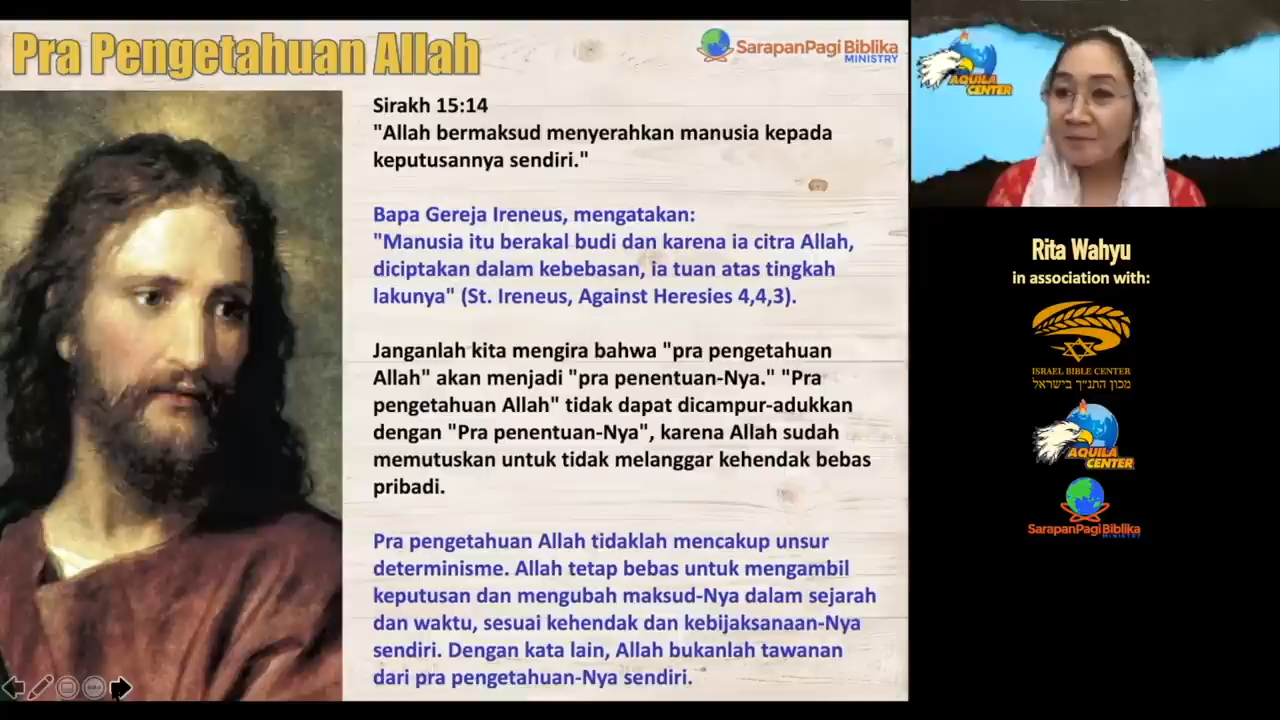 Pra Pengetahuan Allah
SarapanPagi Biblika
MINISTRY
Sirakh 15:14
"Allah bermaksud menyerahkan manusia kepada
keputusannya sendiri."
Bapa Gereja Ireneus, mengatakan:
"Manusia itu berakal budi dan karena ia citra Allah,
diciptakan dalam kebebasan, ia tuan atas tingkah
lakunya" (St. Ireneus, Against Heresies 4,4,3).
Janganlah kita mengira bahwa "pra pengetahuan
Allah" akan menjadi "pra penentuan-Nya." "Pra
pengetahuan Allah" tidak dapat dicampur-adukkan
dengan "Pra penentuan-Nya", karena Allah sudah
memutuskan untuk tidak melanggar kehendak bebas
pribadi.
Pra pengetahuan Allah tidaklah mencakup unsur
determinisme. Allah tetap bebas untuk mengambil
keputusan dan mengubah maksud-Nya dalam sejarah
dan waktu, sesuai kehendak dan kebijaksanaan-Nya
sendiri. Dengan kata lain, Allah bukanlah tawanan
dari pra pengetahuan-Nya sendiri.
AQUILA
CENTER
Rita Wahyu
in association with:
ISRAEL BIBLE CENTER
מכון התנ״ך בישראל
AQUILA
CENTER
SarapanPagi Biblika
MINISTRY